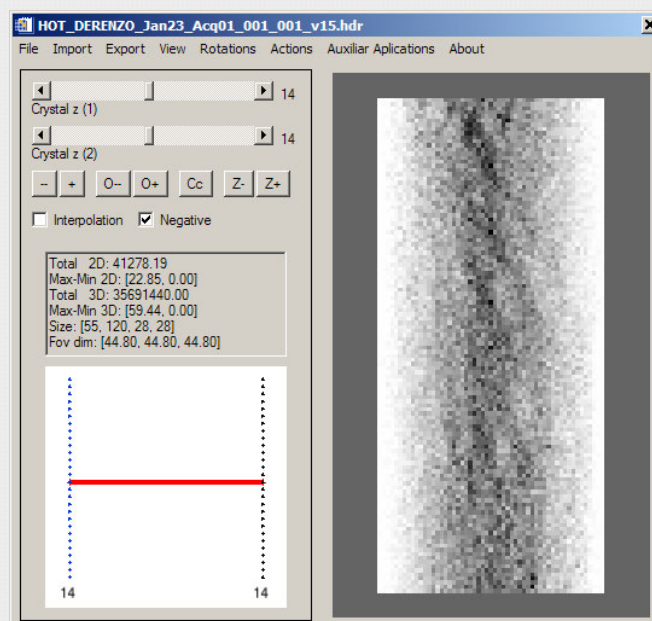 HOT_DERENZO_Jan23_Acq01_001_001_v15.hdr
File Import Export View Rotations Actions Auxiliar Aplications About
14
Crystal z (1)
14
Crystal z (2)
-- + O-- O+ Cc Z- Z+
Interpolation Negative
Total 2D: 41278.19
Max-Min 2D: [22.85, 0.00]
Total 3D: 35691440.00
Max-Min 3D: [59.44, 0.00]
Size: [55, 120, 28, 28]
Fov dim: [44.80, 44.80, 44.80]
14 14